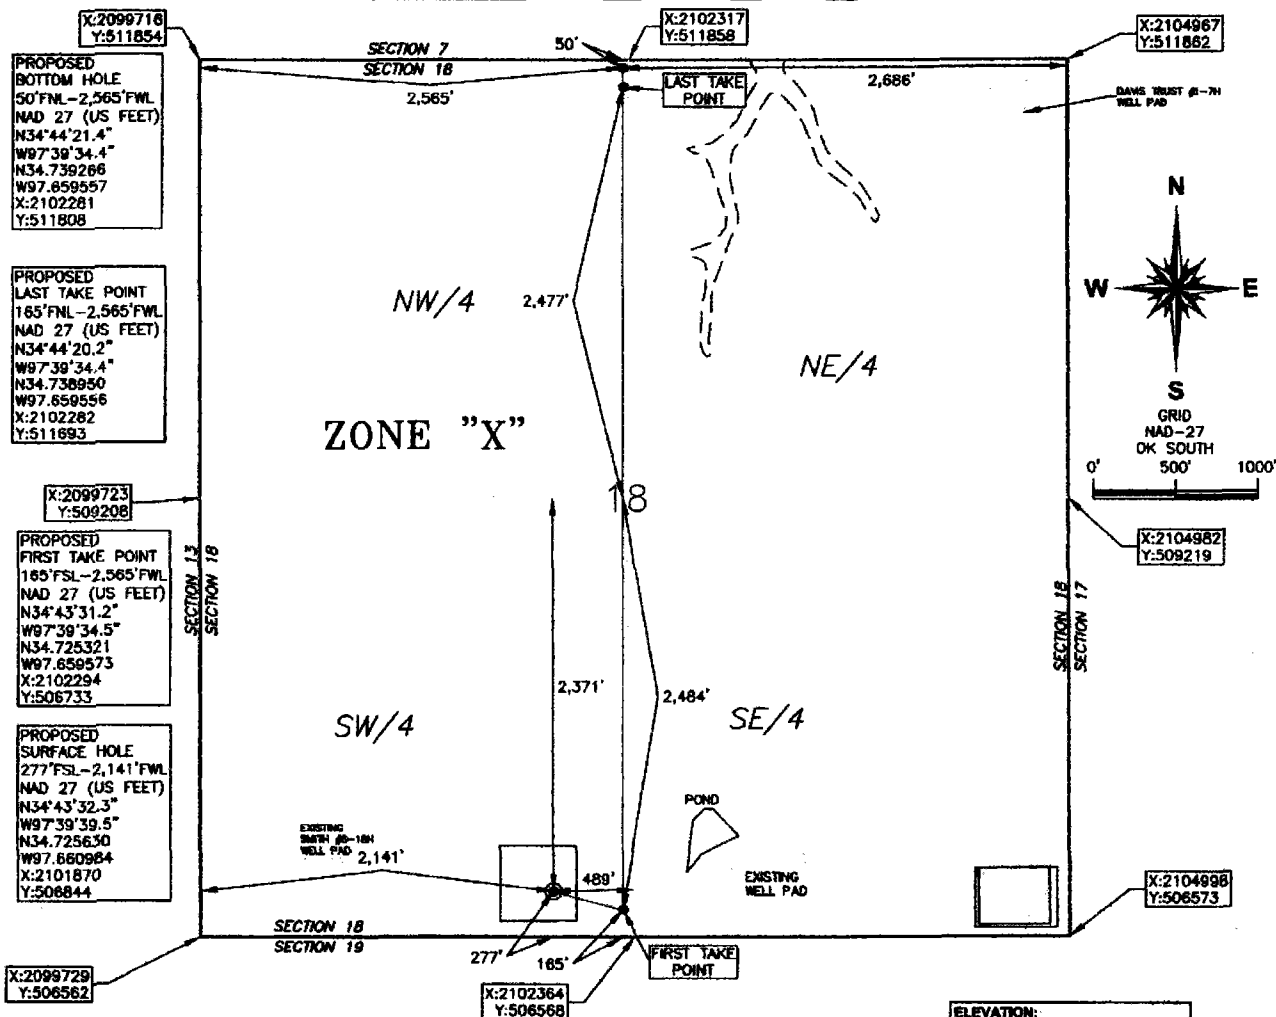 X:2099716
Y:511854
X:2102317
Y:511858
X:2104967
Y:511862
SECTION 7
SECTION 18
50'
2,565'
2,686'
LAST TAKE
POINT
DAVIS TRUST #1-7H
WELL PAD
PROPOSED
BOTTOM HOLE
50'FNL-2,565'FWL
NAD 27 (US FEET)
N34°44'21.4"
W97°39'34.4"
N34.739266
W97.659557
X:2102281
Y:511808
PROPOSED
LAST TAKE POINT
165'FNL-2,565'FWL
NAD 27 (US FEET)
N34°44'20.2"
W97°39'34.4"
N34.738950
W97.659556
X:2102282
Y:511693
NW/4
2,477'
NE/4
ZONE "X"
18
N
W
E
S
GRID
NAD-27
OK SOUTH
0' 500' 1000'
X:2099723
Y:509208
X:2104982
Y:509219
PROPOSED
FIRST TAKE POINT
165'FSL-2,565'FWL
NAD 27 (US FEET)
N34°43'31.2"
W97°39'34.5"
N34.725321
W97.659573
X:2102294
Y:506733
SECTION 13
SECTION 18
SECTION 18
SECTION 17
2,371'
2,484'
SW/4
SE/4
PROPOSED
SURFACE HOLE
277'FSL-2,141'FWL
NAD 27 (US FEET)
N34°43'32.3"
W97°39'39.5"
N34.725630
W97.660984
X:2101870
Y:506844
POND
EXISTING
WELL PAD
2,141'
489'
EXISTING
WELL PAD
SECTION 18
SECTION 19
277'
165'
FIRST TAKE
POINT
X:2099729
Y:506562
X:2102364
Y:506568
X:2104998
Y:506573
ELEVATION: